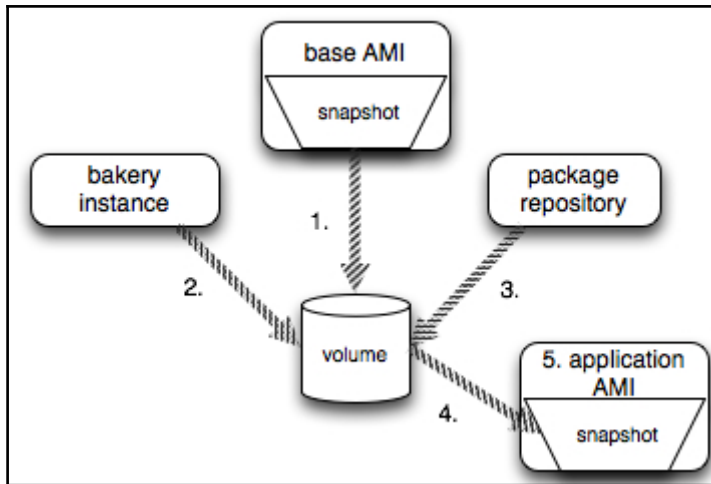 base AMI
snapshot
bakery
instance
package
repository
1.
2.
3.
volume
4.
5. application
AMI
snapshot